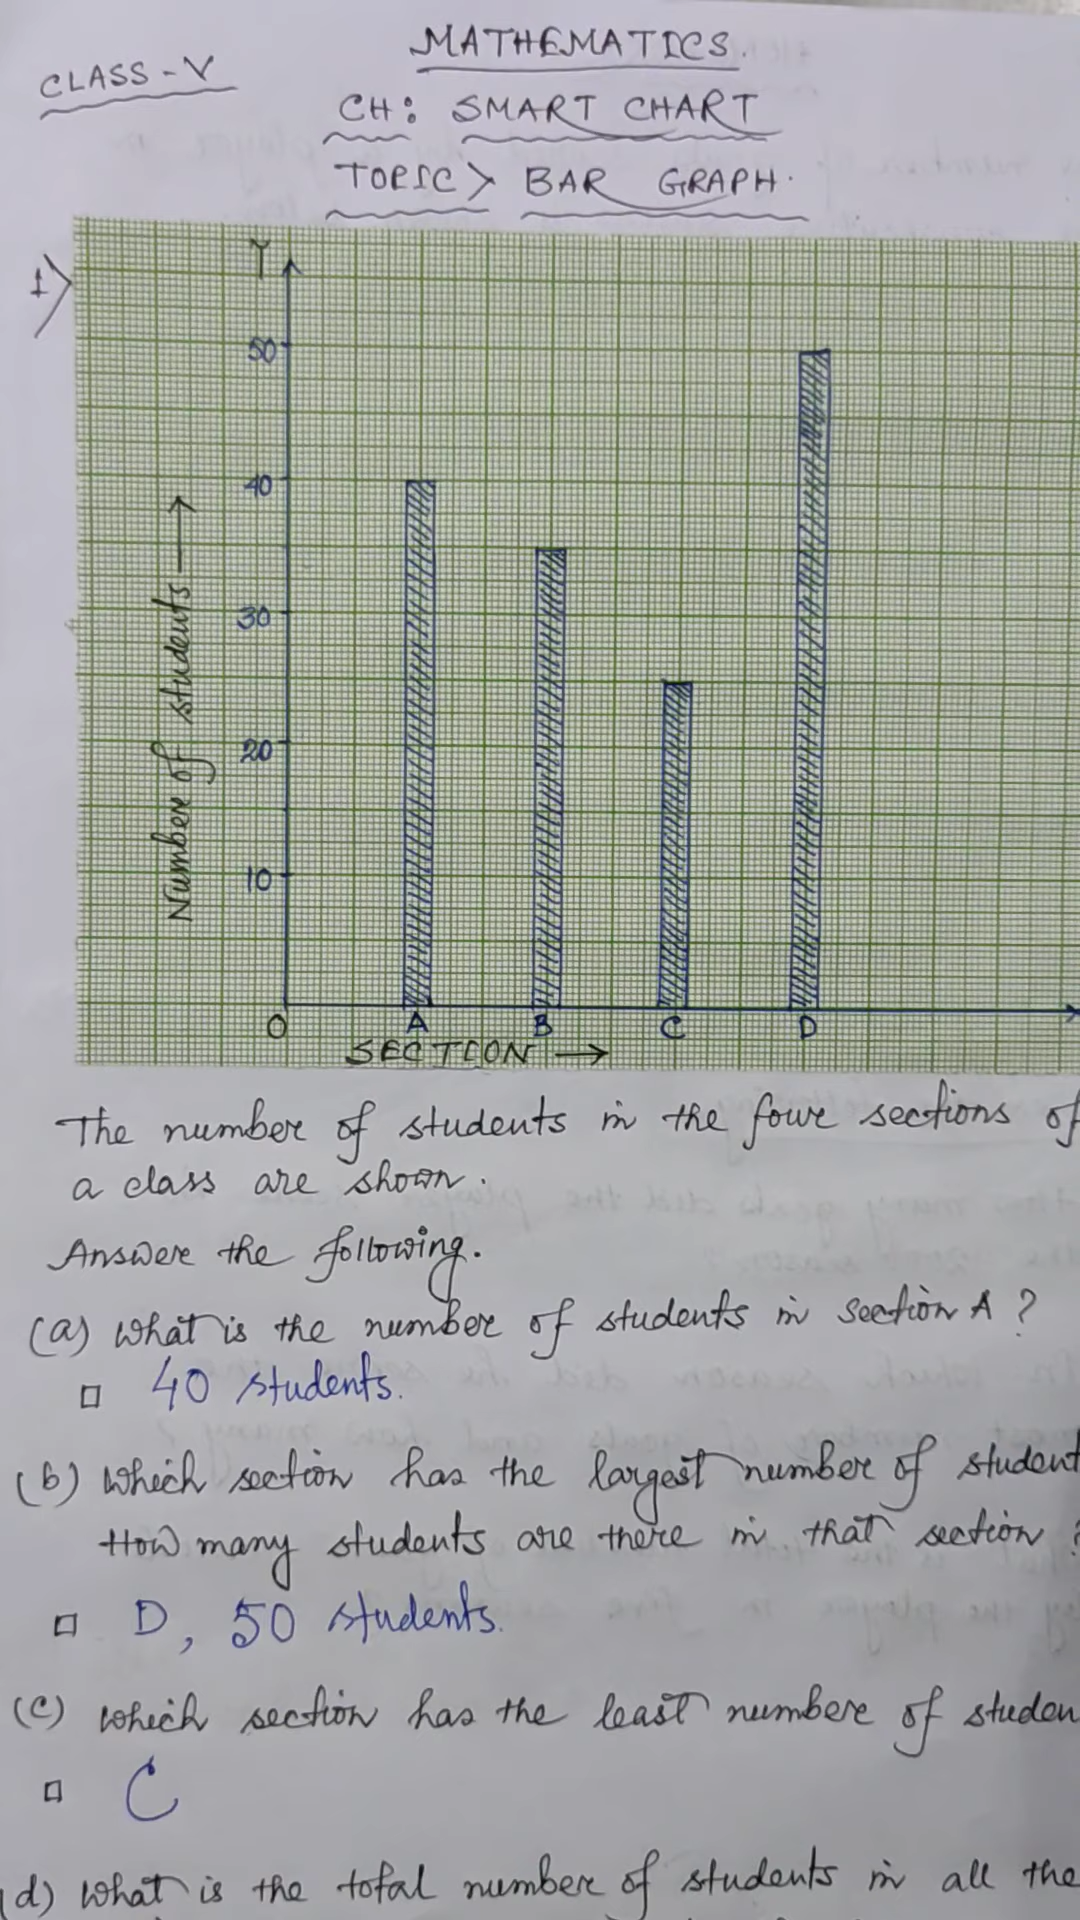 MATHEMATICS.
CLASS - V
CH: SMART CHART
TOPIC > BAR GRAPH.
1)
Y
50
40
30
20
10
Number of students →
O A B C D
SECTION →
The number of students in the four sections of
a class are shown.
Answer the following.
(a) What is the number of students in section A ?
□ 40 students.
(b) Which section has the largest number of student
How many students are there in that section ?
□ D, 50 students.
(c) Which section has the least number of studen
□ C
(d) What is the total number of students in all the